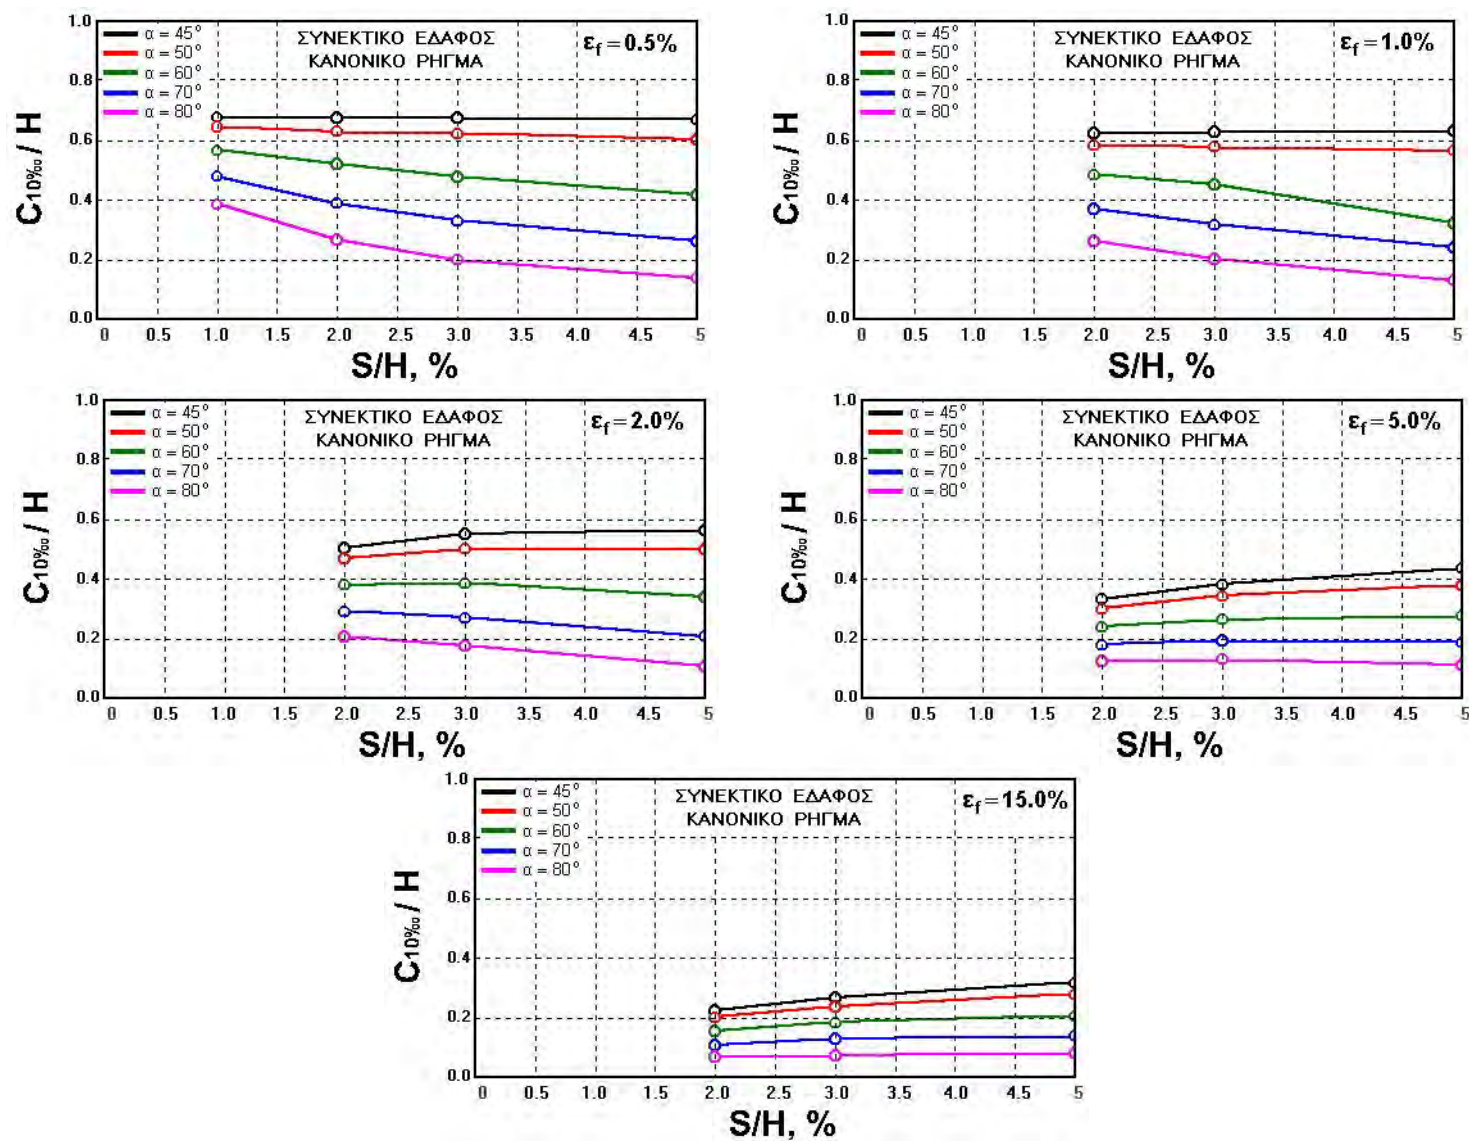 α = 45°
α = 50°
α = 60°
α = 70°
α = 80°
ΣΥΝΕΚΤΙΚΟ ΕΔΑΦΟΣ
ΚΑΝΟΝΙΚΟ ΡΗΓΜΑ
εf = 0.5%
1.0
0.8
0.6
0.4
0.2
0.0
C10‰ / H
0 0.5 1.0 1.5 2.0 2.5 3.0 3.5 4.0 4.5 5
S/H, %
α = 45°
α = 50°
α = 60°
α = 70°
α = 80°
ΣΥΝΕΚΤΙΚΟ ΕΔΑΦΟΣ
ΚΑΝΟΝΙΚΟ ΡΗΓΜΑ
εf = 1.0%
1.0
0.8
0.6
0.4
0.2
0.0
C10‰ / H
0 0.5 1.0 1.5 2.0 2.5 3.0 3.5 4.0 4.5 5
S/H, %
α = 45°
α = 50°
α = 60°
α = 70°
α = 80°
ΣΥΝΕΚΤΙΚΟ ΕΔΑΦΟΣ
ΚΑΝΟΝΙΚΟ ΡΗΓΜΑ
εf = 2.0%
1.0
0.8
0.6
0.4
0.2
0.0
C10‰ / H
0 0.5 1.0 1.5 2.0 2.5 3.0 3.5 4.0 4.5 5
S/H, %
α = 45°
α = 50°
α = 60°
α = 70°
α = 80°
ΣΥΝΕΚΤΙΚΟ ΕΔΑΦΟΣ
ΚΑΝΟΝΙΚΟ ΡΗΓΜΑ
εf = 5.0%
1.0
0.8
0.6
0.4
0.2
0.0
C10‰ / H
0 0.5 1.0 1.5 2.0 2.5 3.0 3.5 4.0 4.5 5
S/H, %
α = 45°
α = 50°
α = 60°
α = 70°
α = 80°
ΣΥΝΕΚΤΙΚΟ ΕΔΑΦΟΣ
ΚΑΝΟΝΙΚΟ ΡΗΓΜΑ
εf = 15.0%
1.0
0.8
0.6
0.4
0.2
0.0
C10‰ / H
0 0.5 1.0 1.5 2.0 2.5 3.0 3.5 4.0 4.5 5
S/H, %